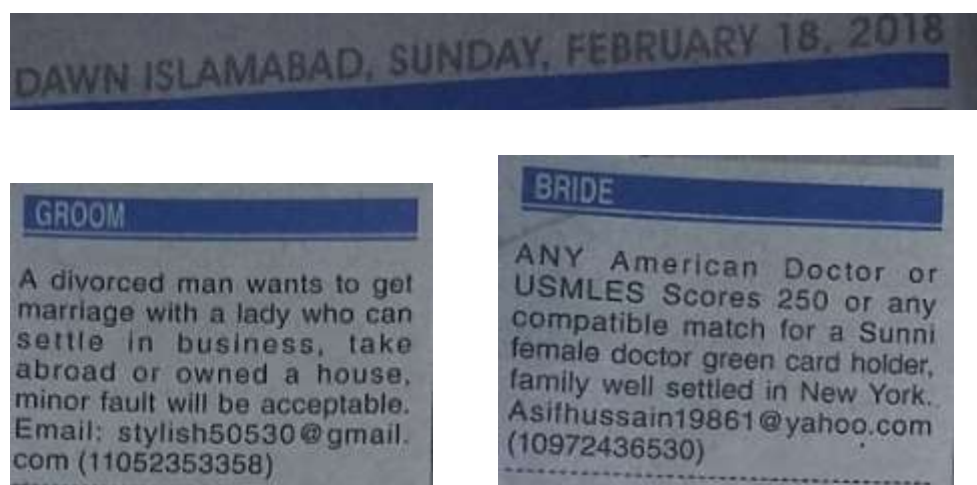 DAWN ISLAMABAD, SUNDAY, FEBRUARY 18, 2018
GROOM
A divorced man wants to get
marriage with a lady who can
settle in business, take
abroad or owned a house,
minor fault will be acceptable.
Email: stylish50530@gmail.
com (11052353358)
BRIDE
ANY American Doctor or
USMLES Scores 250 or any
compatible match for a Sunni
female doctor green card holder,
family well settled in New York.
Asifhussain19861@yahoo.com
(10972436530)